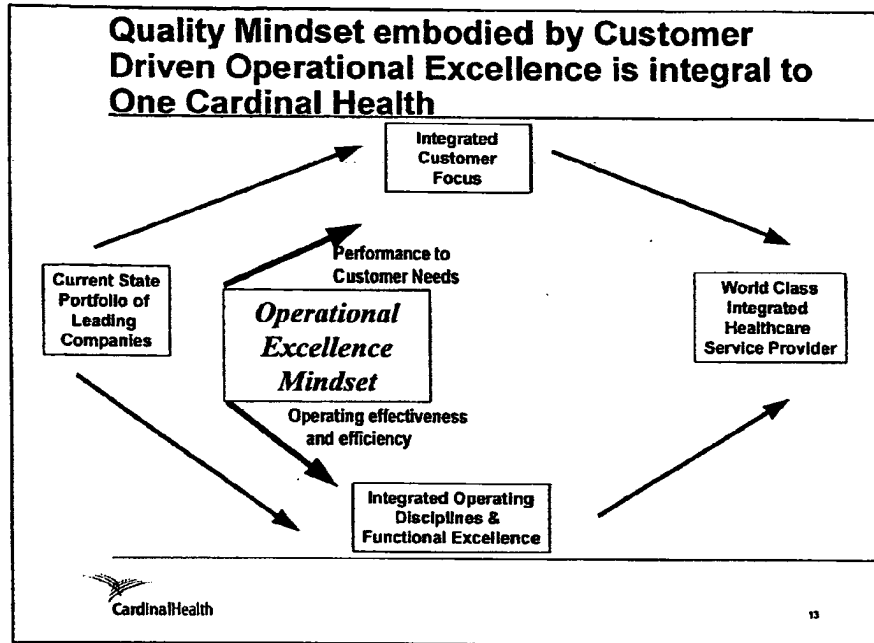 Quality Mindset embodied by Customer
Driven Operational Excellence is integral to
One Cardinal Health
Integrated
Customer
Focus
Performance to
Customer Needs
Current State
Portfolio of
Leading
Companies
Operational
Excellence
Mindset
World Class
Integrated
Healthcare
Service Provider
Operating effectiveness
and efficiency
Integrated Operating
Disciplines &
Functional Excellence
CardinalHealth
13